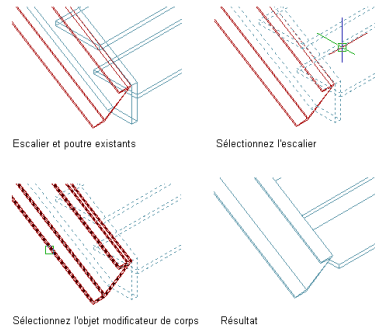 Escalier et poutre existants
Sélectionnez l'escalier
Sélectionnez l'objet modificateur de corps
Résultat